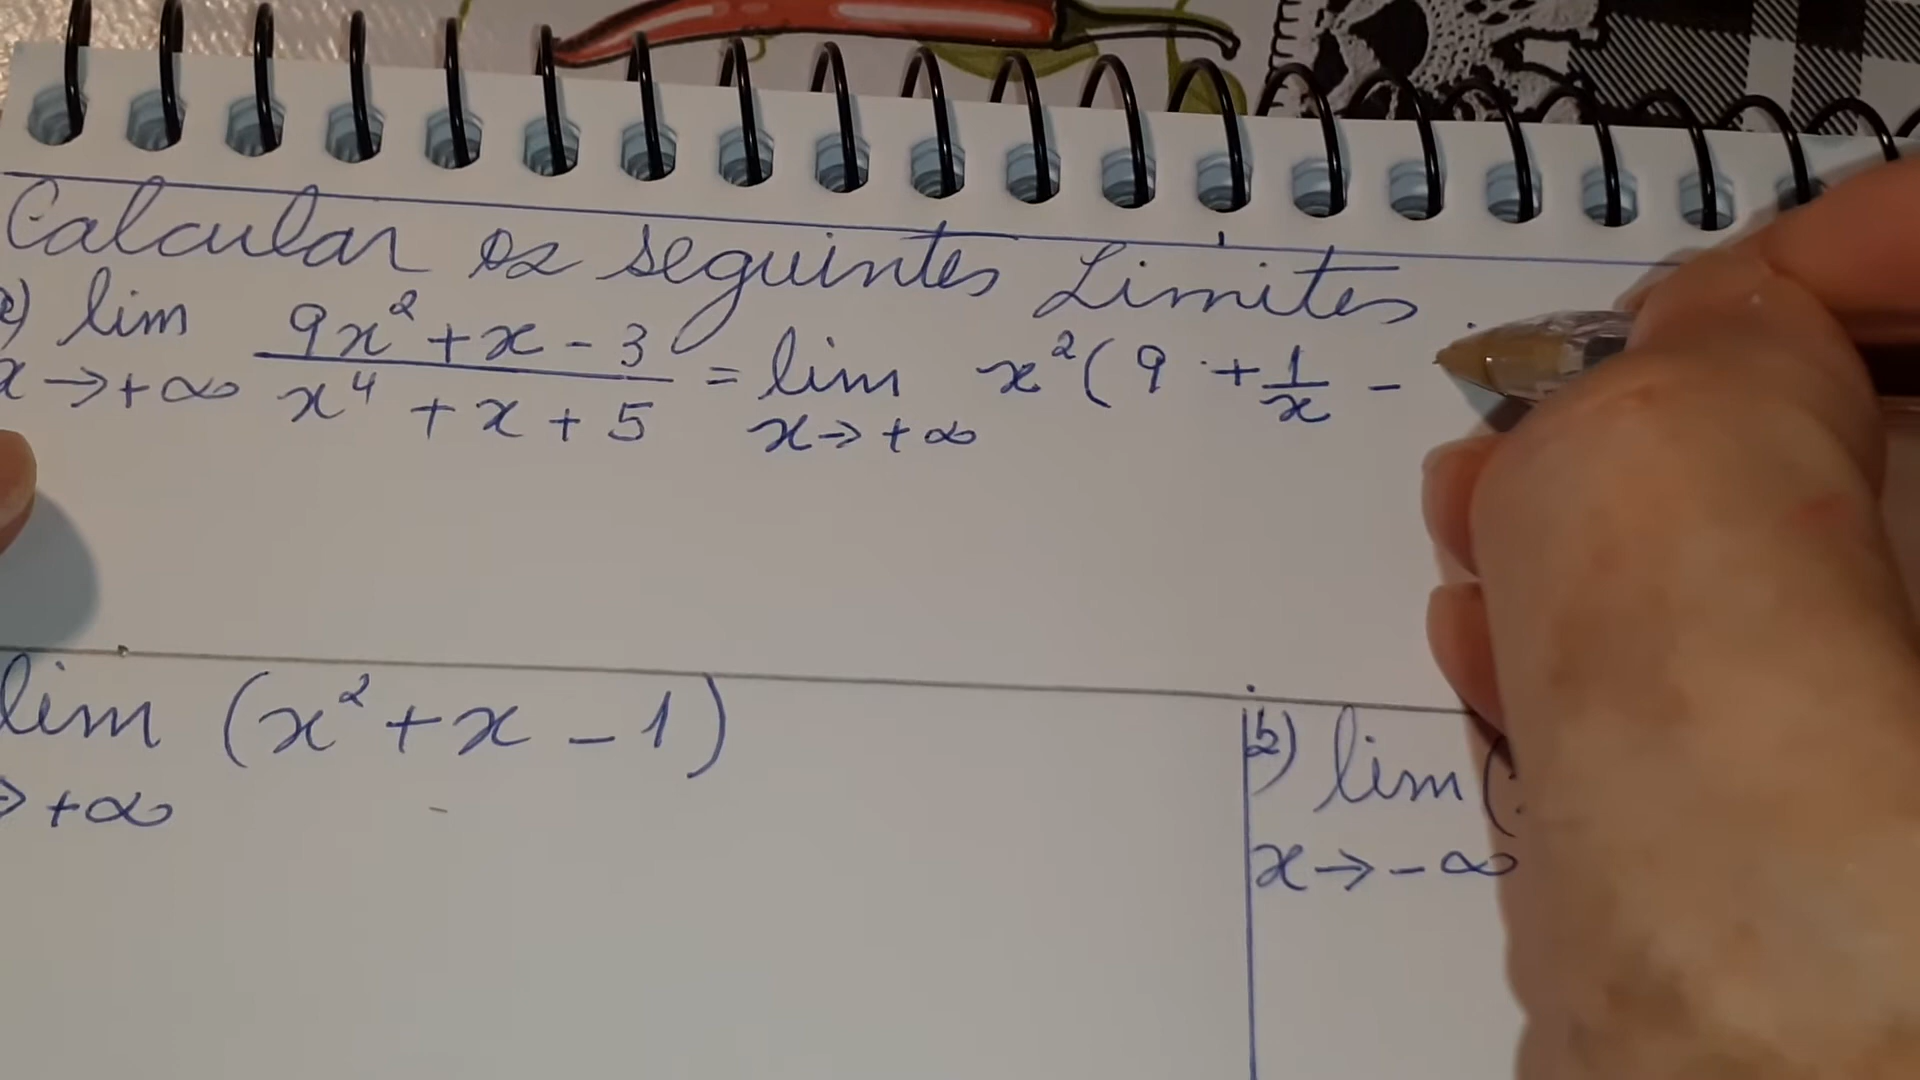 Calcular os seguintes Limites.
e) lim 9x² + x - 3 / x⁴ + x + 5 = lim x² ( 9 + 1/x -
x → +∞ x → +∞
lim (x² + x - 1)
→ +∞
b) lim (
x → -∞